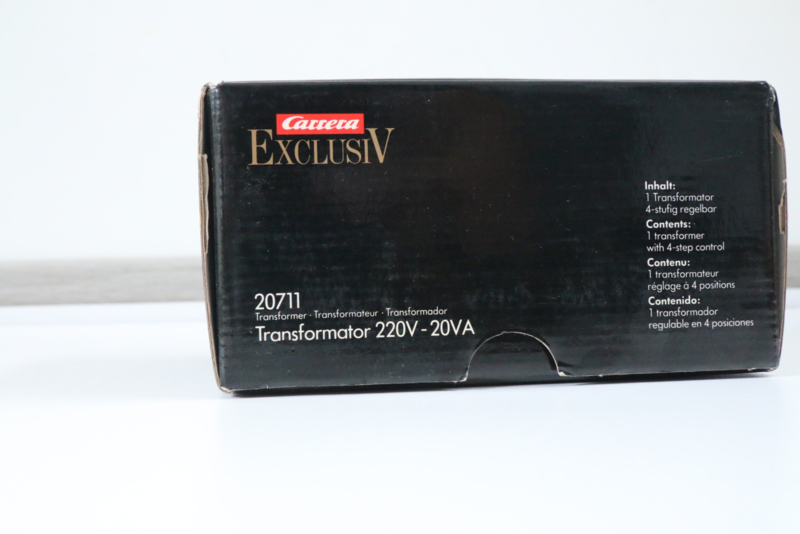 Carrera
EXCLUSIV
20711
Transformer · Transformateur · Transformador
Transformator 220V - 20VA
Inhalt:
1 Transformator
4-stufig regelbar
Contents:
1 transformer
with 4-step control
Contenu:
1 transformateur
réglage à 4 positions
Contenido:
1 transformador
regulable en 4 posiciones